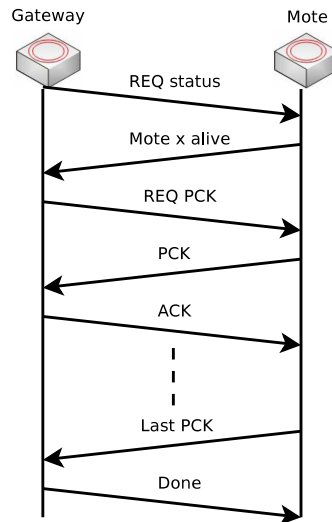 Gateway
Mote
REQ status
Mote x alive
REQ PCK
PCK
ACK
Last PCK
Done